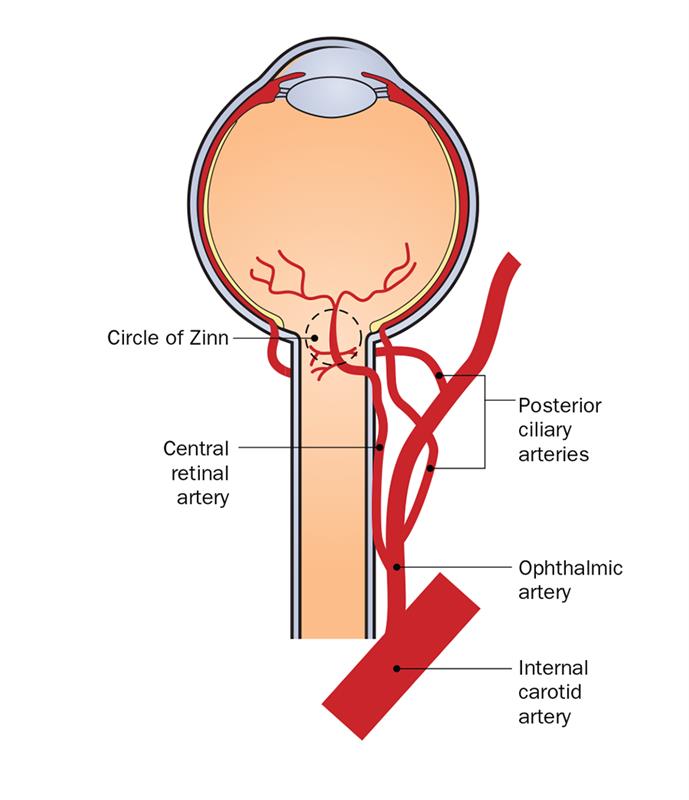 Circle of Zinn
Posterior
ciliary
arteries
Central
retinal
artery
Ophthalmic
artery
Internal
carotid
artery